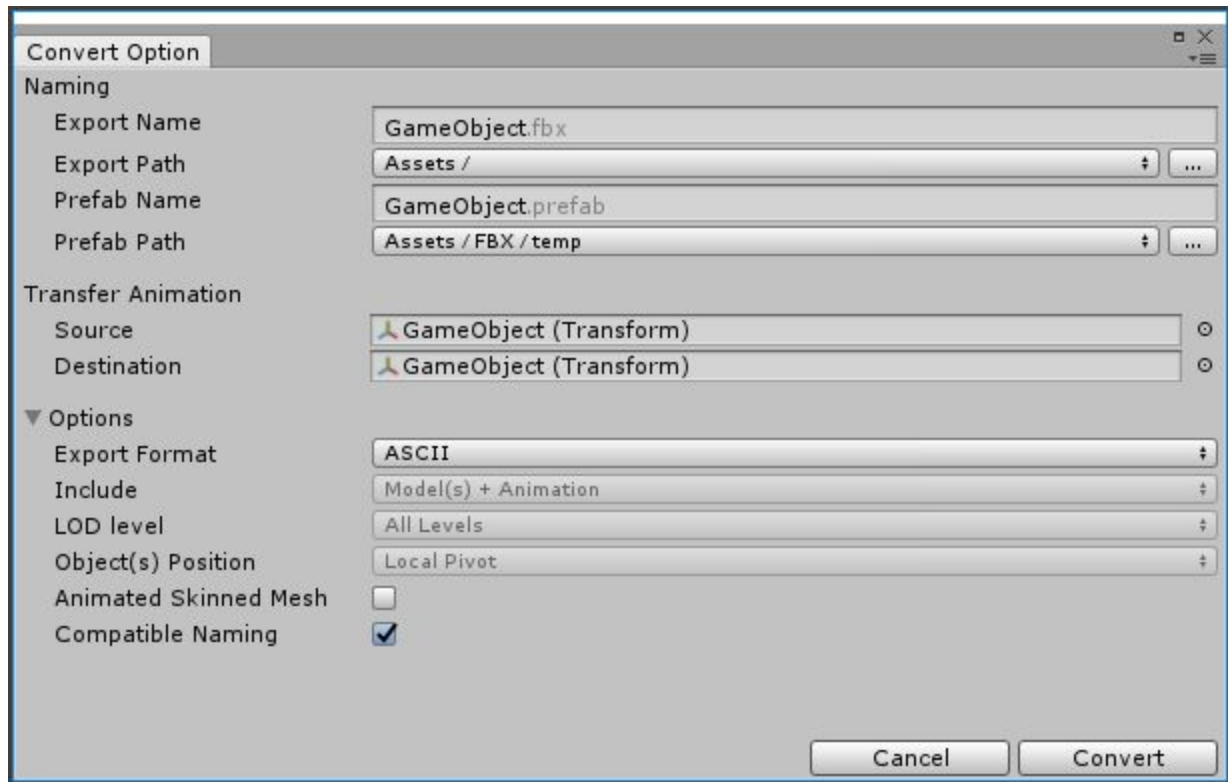 Convert Option
Naming
Export Name GameObject.fbx
Export Path Assets / ...
Prefab Name GameObject.prefab
Prefab Path Assets / FBX / temp ...
Transfer Animation
Source GameObject (Transform)
Destination GameObject (Transform)
Options
Export Format ASCII
Include Model(s) + Animation
LOD level All Levels
Object(s) Position Local Pivot
Animated Skinned Mesh
Compatible Naming
Cancel Convert